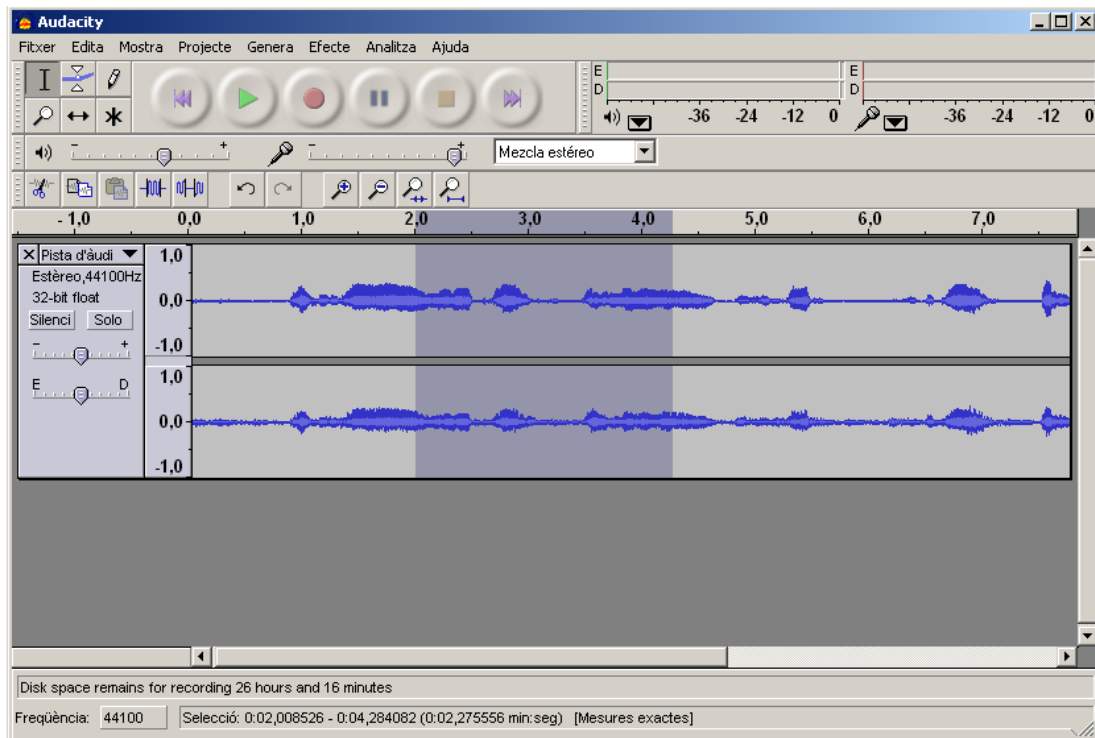 Audacity
Fitxer Edita Mostra Projecte Genera Efecte Analitza Ajuda
E E
D D
-36 -24 -12 0 -36 -24 -12 0
- + - + Mezcla estéreo
- 1,0 0,0 1,0 2,0 3,0 4,0 5,0 6,0 7,0
Pista d'àudi 1,0
Estèreo,44100Hz
32-bit float 0,0
Silenci Solo
- + -1,0
E D 1,0
0,0
-1,0
Disk space remains for recording 26 hours and 16 minutes
Freqüència: 44100 Selecció: 0:02,008526 - 0:04,284082 (0:02,275556 min:seg) [Mesures exactes]